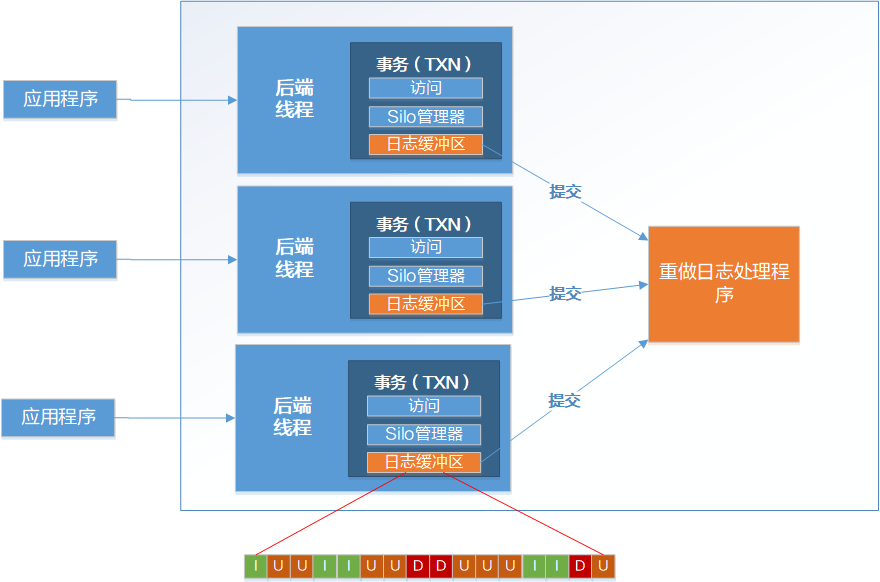 应用程序
后端
线程
事务（TXN）
访问
Silo管理器
日志缓冲区
提交
应用程序
后端
线程
事务（TXN）
访问
Silo管理器
日志缓冲区
提交
重做日志处理程
序
应用程序
后端
线程
事务（TXN）
访问
Silo管理器
日志缓冲区
提交
I U U I I U U D D U U U I I D U